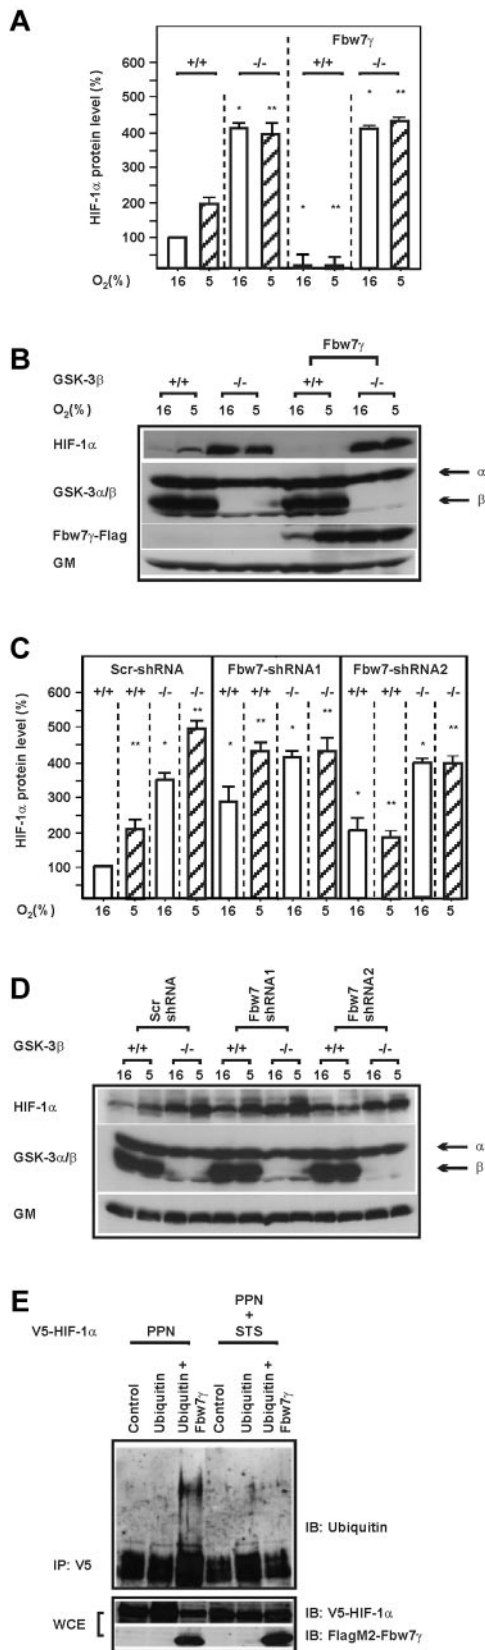 A
Fbw7γ
+/+ -/- +/+ -/-
600
500
400
300
200
100
* ** * ** * **
HIF-1α protein level (%)
O2(%) 16 5 16 5 16 5 16 5
B
Fbw7γ
GSK-3β +/+ -/- +/+ -/-
O2(%) 16 5 16 5 16 5 16 5
HIF-1α
α
GSK-3α/β
β
Fbw7γ-Flag
GM
C
Scr-shRNA Fbw7-shRNA1 Fbw7-shRNA2
+/+ +/+ -/- -/- +/+ +/+ -/- -/- +/+ +/+ -/- -/-
600
500
400
300
200
100
** * ** * ** * ** * ** * **
HIF-1α protein level (%)
O2(%) 16 5 16 5 16 5 16 5 16 5 16 5
D
Scr shRNA
Fbw7 shRNA1
Fbw7 shRNA2
GSK-3β +/+ -/- +/+ -/- +/+ -/-
16 5 16 5 16 5 16 5 16 5 16 5
HIF-1α
α
GSK-3α/β
β
GM
E
PPN
+
V5-HIF-1α PPN STS
Control
Ubiquitin
Ubiquitin + Fbw7γ
Control
Ubiquitin
Ubiquitin + Fbw7γ
IB: Ubiquitin
IP: V5
WCE
IB: V5-HIF-1α
IB: FlagM2-Fbw7γ